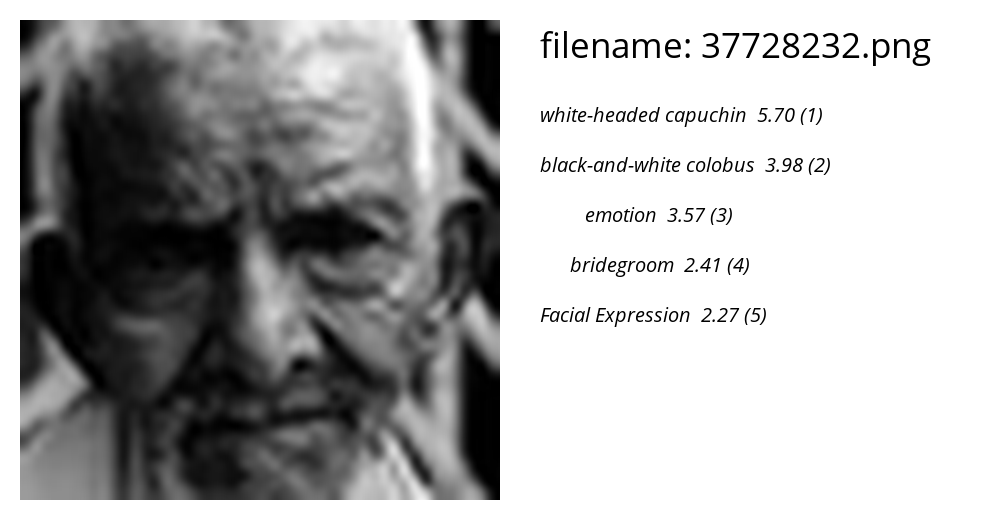 filename: 37728232.png
white-headed capuchin 5.70 (1)
black-and-white colobus 3.98 (2)
emotion 3.57 (3)
bridegroom 2.41 (4)
Facial Expression 2.27 (5)